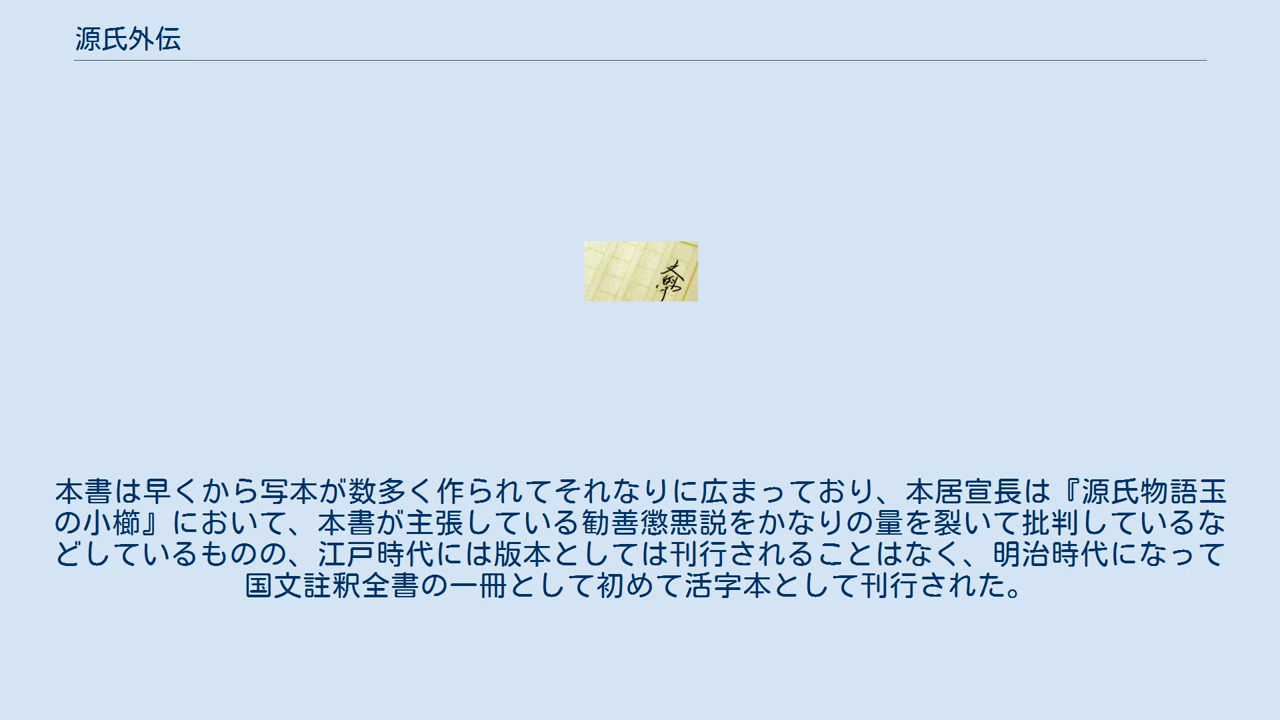 源氏外伝
本書は早くから写本が数多く作られてそれなりに広まっており、本居宣長は『源氏物語玉
の小櫛』において、本書が主張している勧善懲悪説をかなりの量を裂いて批判しているな
どしているものの、江戸時代には版本としては刊行されることはなく、明治時代になって
国文註釈全書の一冊として初めて活字本として刊行された。